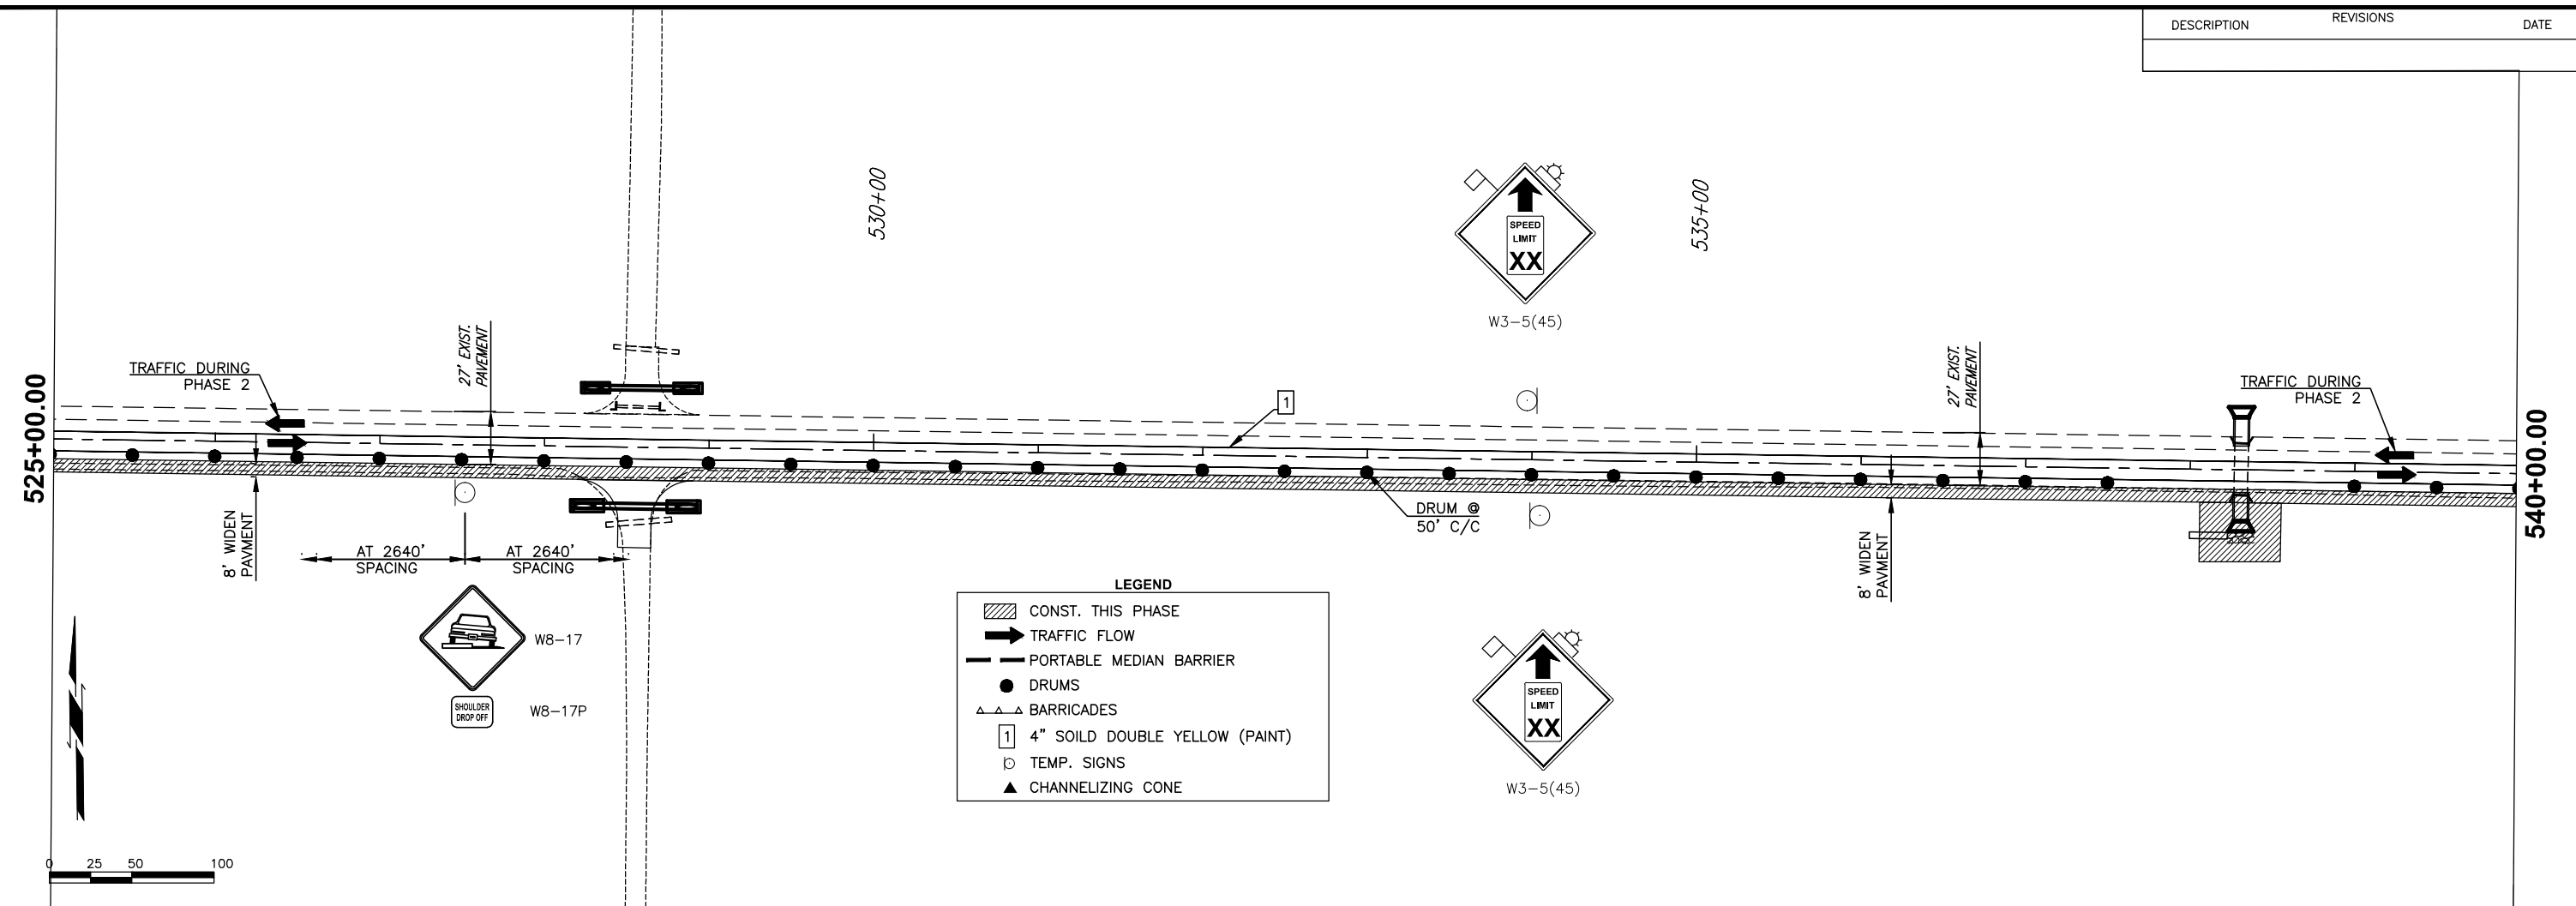 REVISIONS
DESCRIPTION DATE
530+00
535+00
SPEED
LIMIT
XX
W3-5(45)
27' EXIST.
PAVEMENT
27' EXIST.
PAVEMENT
TRAFFIC DURING
PHASE 2
TRAFFIC DURING
PHASE 2
1
525+00.00
540+00.00
DRUM @
50' C/C
8' WIDEN
PAVMENT
8' WIDEN
PAVMENT
AT 2640'
SPACING
AT 2640'
SPACING
W8-17
SHOULDER
DROP OFF
W8-17P
LEGEND
CONST. THIS PHASE
TRAFFIC FLOW
PORTABLE MEDIAN BARRIER
DRUMS
BARRICADES
1 4" SOILD DOUBLE YELLOW (PAINT)
TEMP. SIGNS
CHANNELIZING CONE
SPEED
LIMIT
XX
W3-5(45)
0 25 50 100